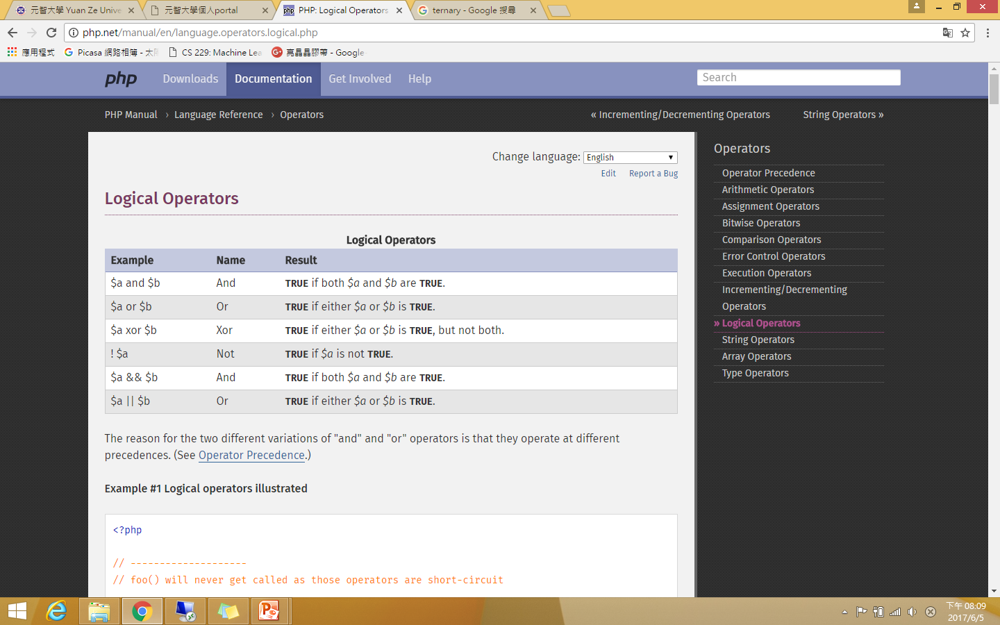 元智大學 Yuan Ze Unive
元智大學個人portal
php PHP: Logical Operators
ternary - Google 搜尋
php.net/manual/en/language.operators.logical.php
應用程式
Picasa 網路相簿 - 太
CS 229: Machine Lea
亮晶晶膠帶 - Google
php
Downloads
Documentation
Get Involved
Help
Search
PHP Manual › Language Reference › Operators
« Incrementing/Decrementing Operators
String Operators »
Change language: English
Edit
Report a Bug
Logical Operators
Logical Operators
Example Name Result
$a and $b And TRUE if both $a and $b are TRUE.
$a or $b Or TRUE if either $a or $b is TRUE.
$a xor $b Xor TRUE if either $a or $b is TRUE, but not both.
! $a Not TRUE if $a is not TRUE.
$a && $b And TRUE if both $a and $b are TRUE.
$a || $b Or TRUE if either $a or $b is TRUE.
The reason for the two different variations of "and" and "or" operators is that they operate at different
precedences. (See Operator Precedence.)
Example #1 Logical operators illustrated
<?php
// --------------------
// foo() will never get called as those operators are short-circuit
Operators
Operator Precedence
Arithmetic Operators
Assignment Operators
Bitwise Operators
Comparison Operators
Error Control Operators
Execution Operators
Incrementing/Decrementing
Operators
» Logical Operators
String Operators
Array Operators
Type Operators
下午 08:09
2017/6/5